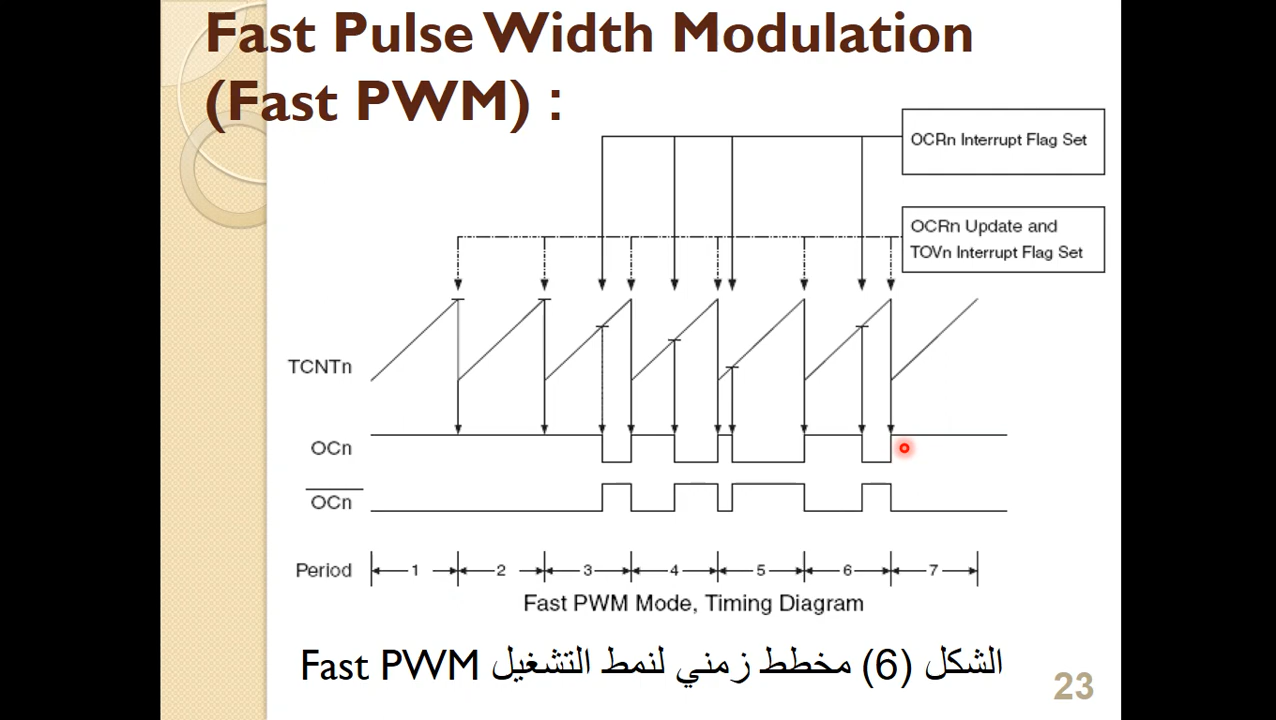 Fast Pulse Width Modulation
(Fast PWM) :
OCRn Interrupt Flag Set
OCRn Update and
TOVn Interrupt Flag Set
TCNTn
OCn
OCn
Period 1 2 3 4 5 6 7
Fast PWM Mode, Timing Diagram
الشكل (6) مخطط زمني لنمط التشغيل Fast PWM
23